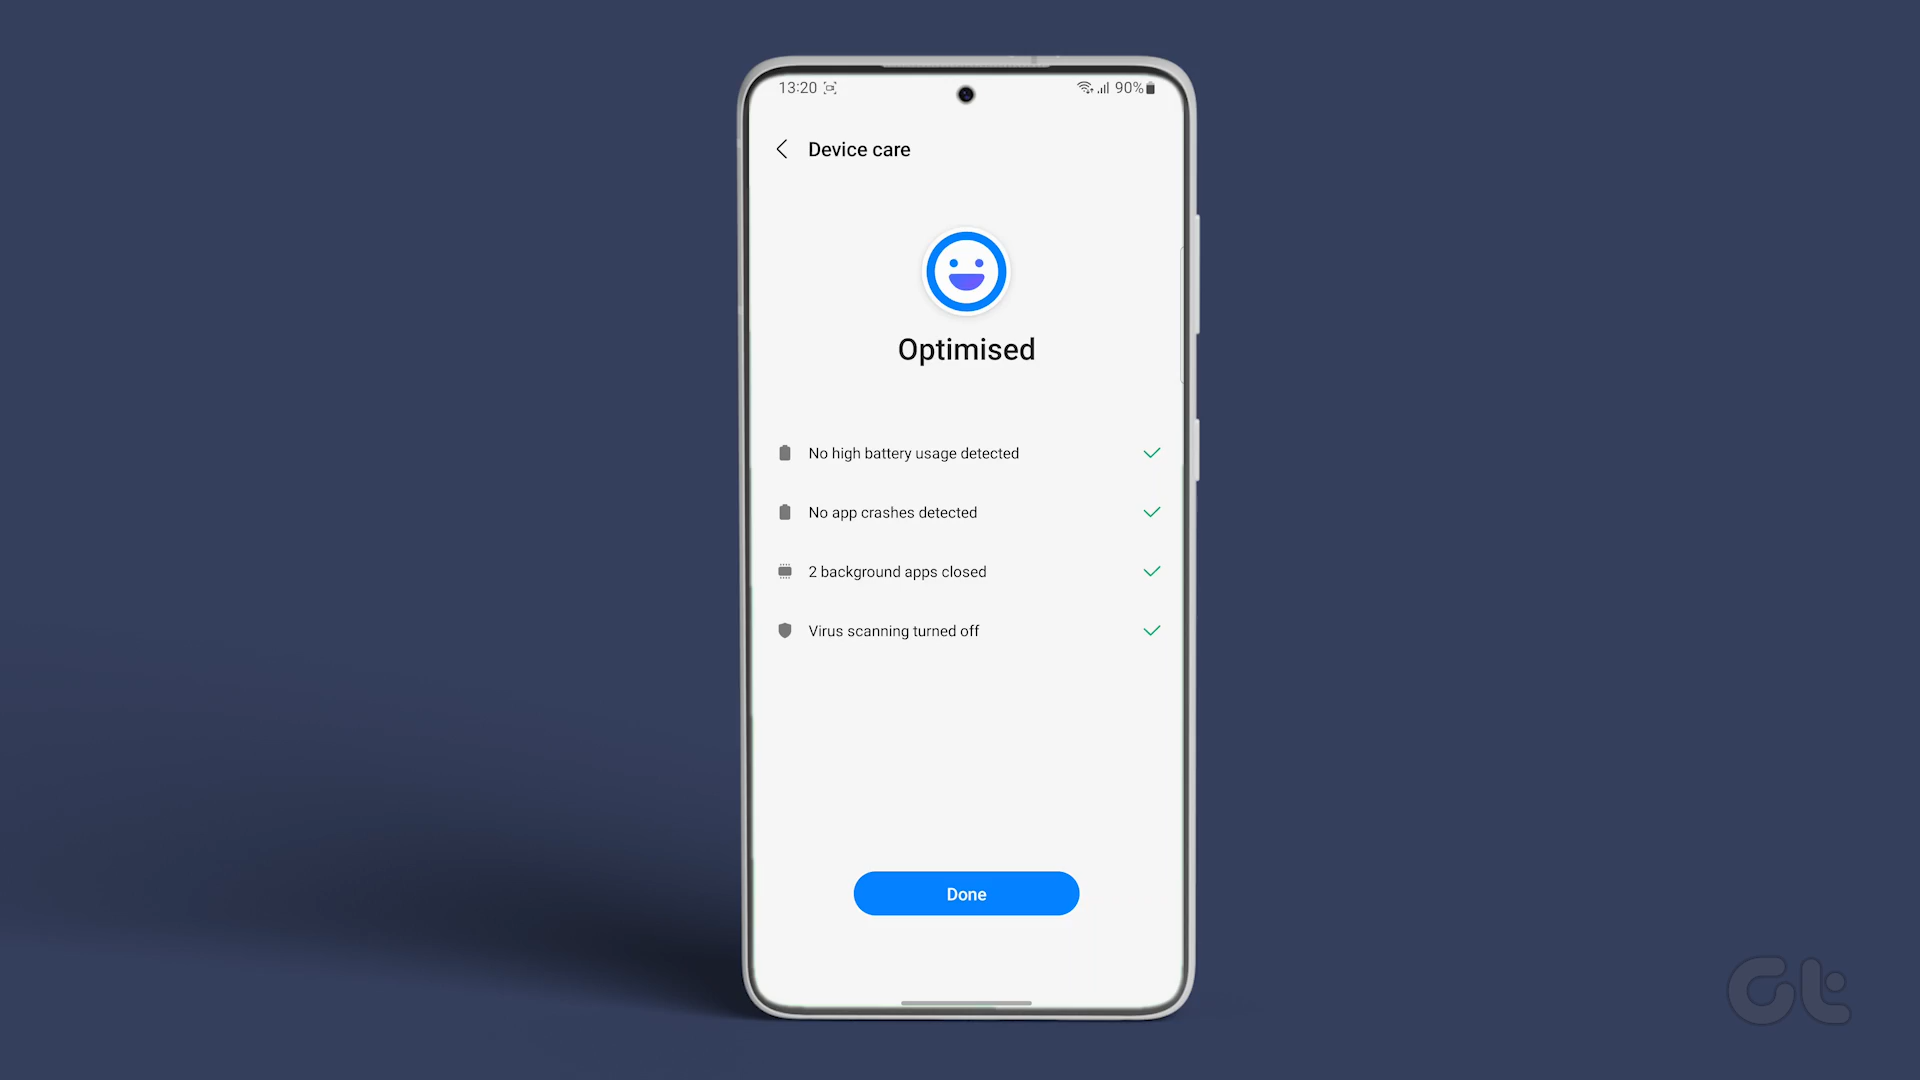 13:20 90%
Device care
Optimised
No high battery usage detected
No app crashes detected
2 background apps closed
Virus scanning turned off
Done
Gt